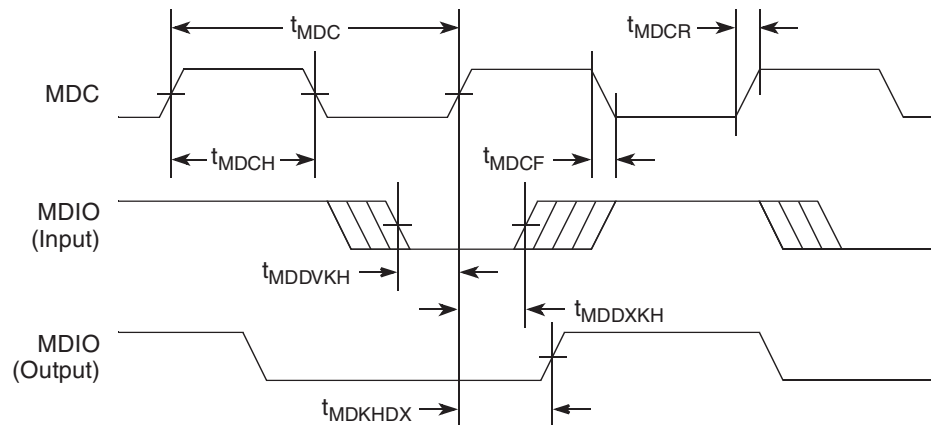 tMDC
tMDCR
MDC
tMDCH
tMDCF
MDIO
(Input)
tMDDVKH
tMDDXKH
MDIO
(Output)
tMDKHDX